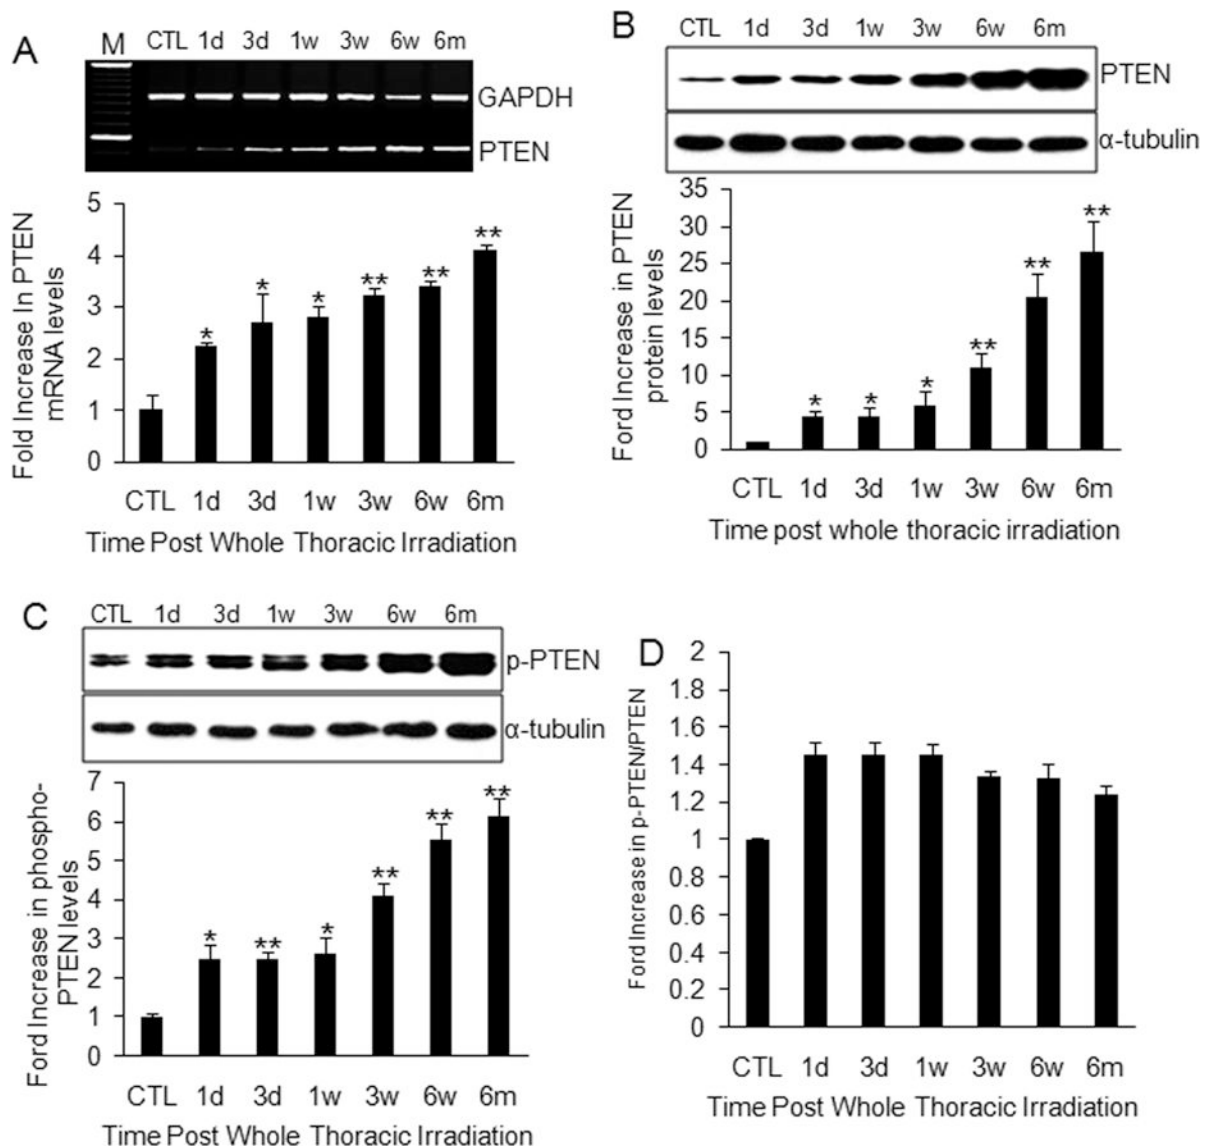 A
M CTL 1d 3d 1w 3w 6w 6m
GAPDH
PTEN
Fold Increase In PTEN
mRNA levels
5
4
3
2
1
0
* * * ** ** **
CTL 1d 3d 1w 3w 6w 6m
Time Post Whole Thoracic Irradiation
B
CTL 1d 3d 1w 3w 6w 6m
PTEN
α-tubulin
Ford Increase in PTEN
protein levels
35
30
25
20
15
10
5
0
* * * ** ** **
CTL 1d 3d 1w 3w 6w 6m
Time post whole thoracic irradiation
C
CTL 1d 3d 1w 3w 6w 6m
p-PTEN
α-tubulin
Ford Increase in phospho-
PTEN levels
7
6
5
4
3
2
1
0
* ** * ** ** **
CTL 1d 3d 1w 3w 6w 6m
Time Post Whole Thoracic Irradiation
D
Ford Increase in p-PTEN/PTEN
2
1.8
1.6
1.4
1.2
1
0.8
0.6
0.4
0.2
0
CTL 1d 3d 1w 3w 6w 6m
Time Post Whole Thoracic Irradiation